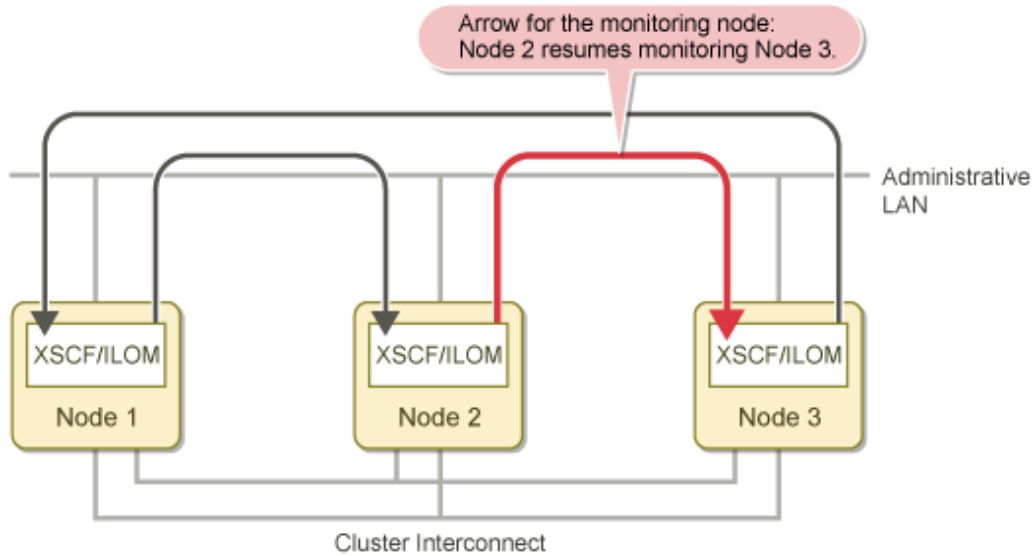 Arrow for the monitoring node:
Node 2 resumes monitoring Node 3.
Administrative
LAN
XSCF/ILOM
Node 1
XSCF/ILOM
Node 2
XSCF/ILOM
Node 3
Cluster Interconnect